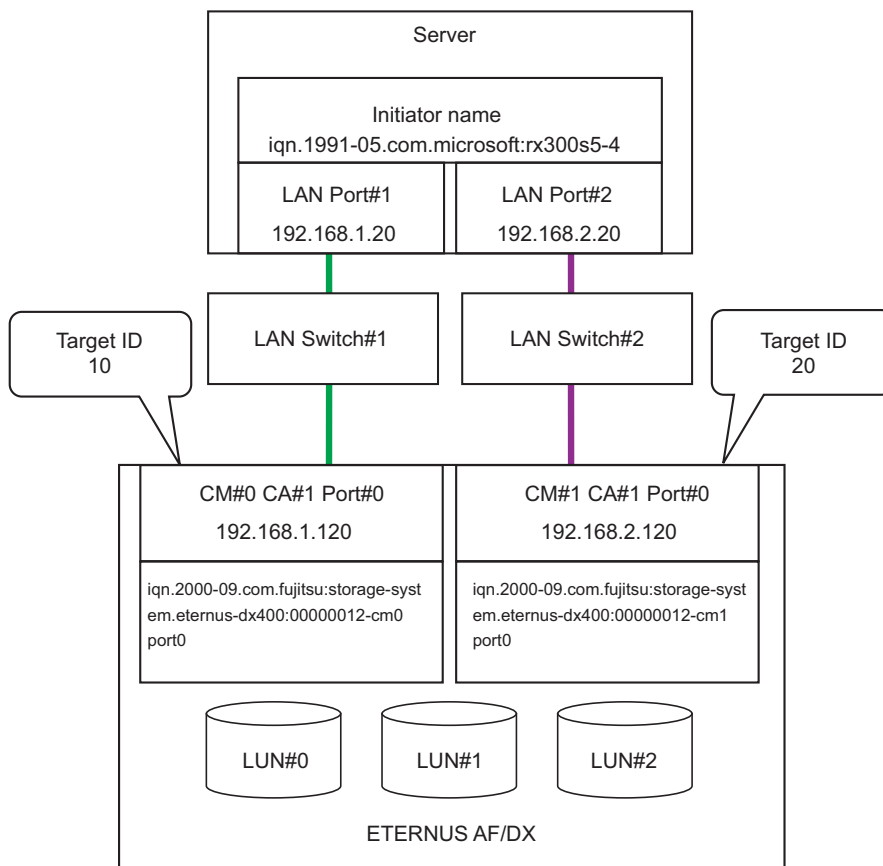 Server
Initiator name
iqn.1991-05.com.microsoft:rx300s5-4
LAN Port#1
192.168.1.20
LAN Port#2
192.168.2.20
LAN Switch#1
LAN Switch#2
Target ID
10
Target ID
20
CM#0 CA#1 Port#0
192.168.1.120
CM#1 CA#1 Port#0
192.168.2.120
iqn.2000-09.com.fujitsu:storage-syst
em.eternus-dx400:00000012-cm0
port0
iqn.2000-09.com.fujitsu:storage-syst
em.eternus-dx400:00000012-cm1
port0
LUN#0
LUN#1
LUN#2
ETERNUS AF/DX